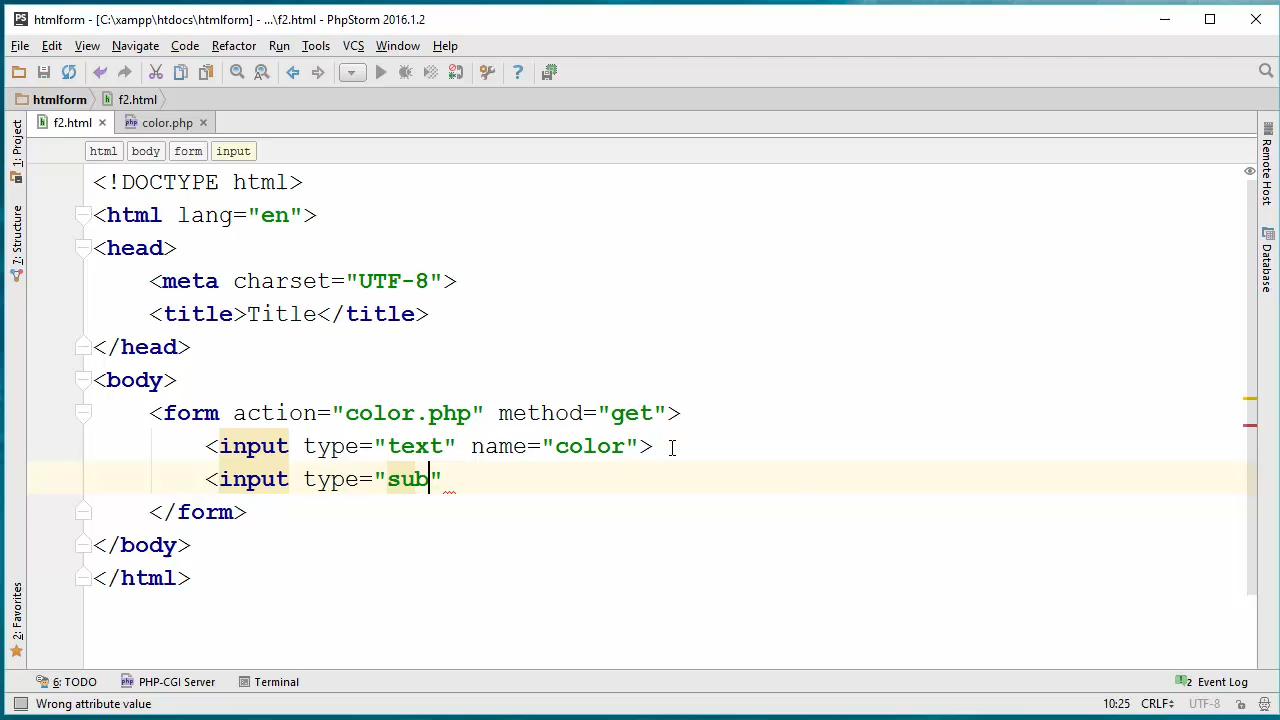 PS htmlform - [C:\xampp\htdocs\htmlform] - ...\f2.html - PhpStorm 2016.1.2
File Edit View Navigate Code Refactor Run Tools VCS Window Help
htmlform f2.html
f2.html color.php
html body form input
<!DOCTYPE html>
<html lang="en">
<head>
<meta charset="UTF-8">
<title>Title</title>
</head>
<body>
<form action="color.php" method="get">
<input type="text" name="color">
<input type="sub"
</form>
</body>
</html>
1: Project
7: Structure
2: Favorites
Remote Host
Database
6: TODO PHP-CGI Server Terminal 2 Event Log
Wrong attribute value 10:25 CRLF UTF-8